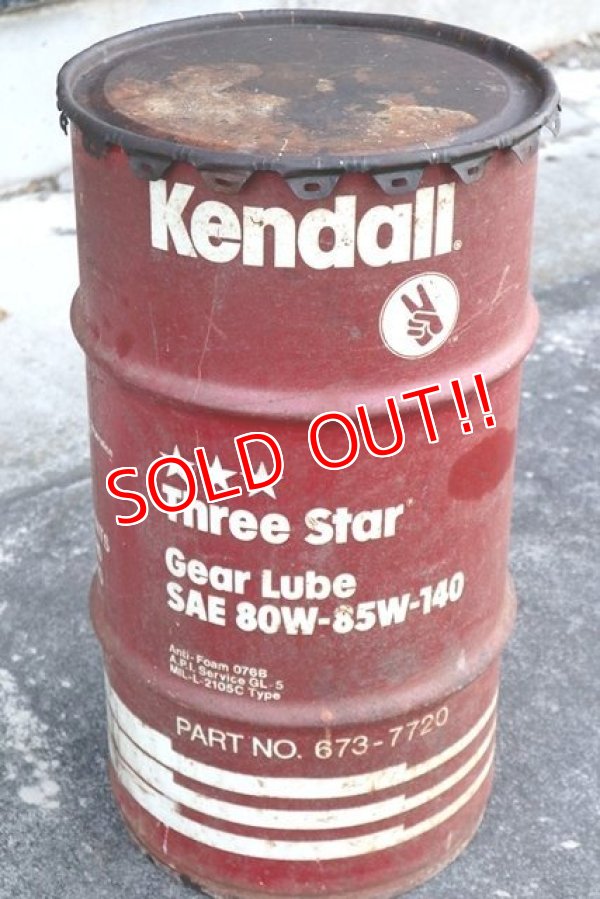 Kendall®
SOLD OUT!!
Three Star
Gear Lube
SAE 80W-85W-140
Anti-Foam 076B
A.P.I. Service GL-5
MIL-L-2105C Type
PART NO. 673-7720